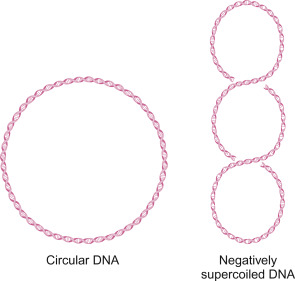 Circular DNA
Negatively
supercoiled DNA